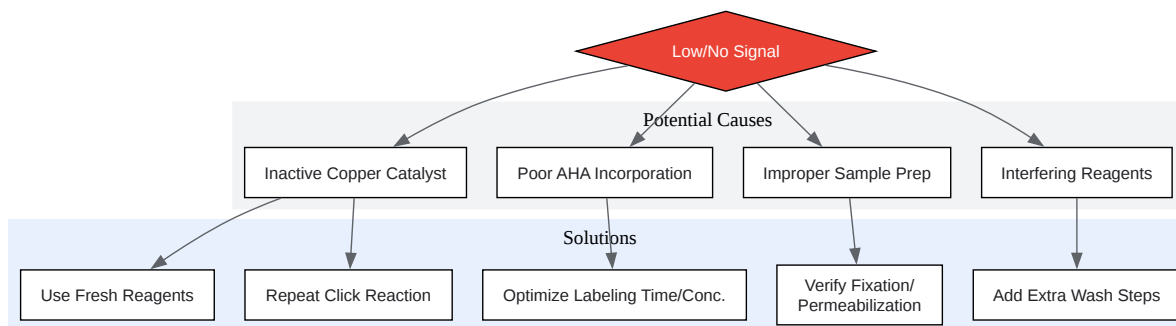 Low/No Signal
Potential Causes
Inactive Copper Catalyst
Poor AHA Incorporation
Improper Sample Prep
Interfering Reagents
Solutions
Use Fresh Reagents
Repeat Click Reaction
Optimize Labeling Time/Conc.
Verify Fixation/
Permeabilization
Add Extra Wash Steps